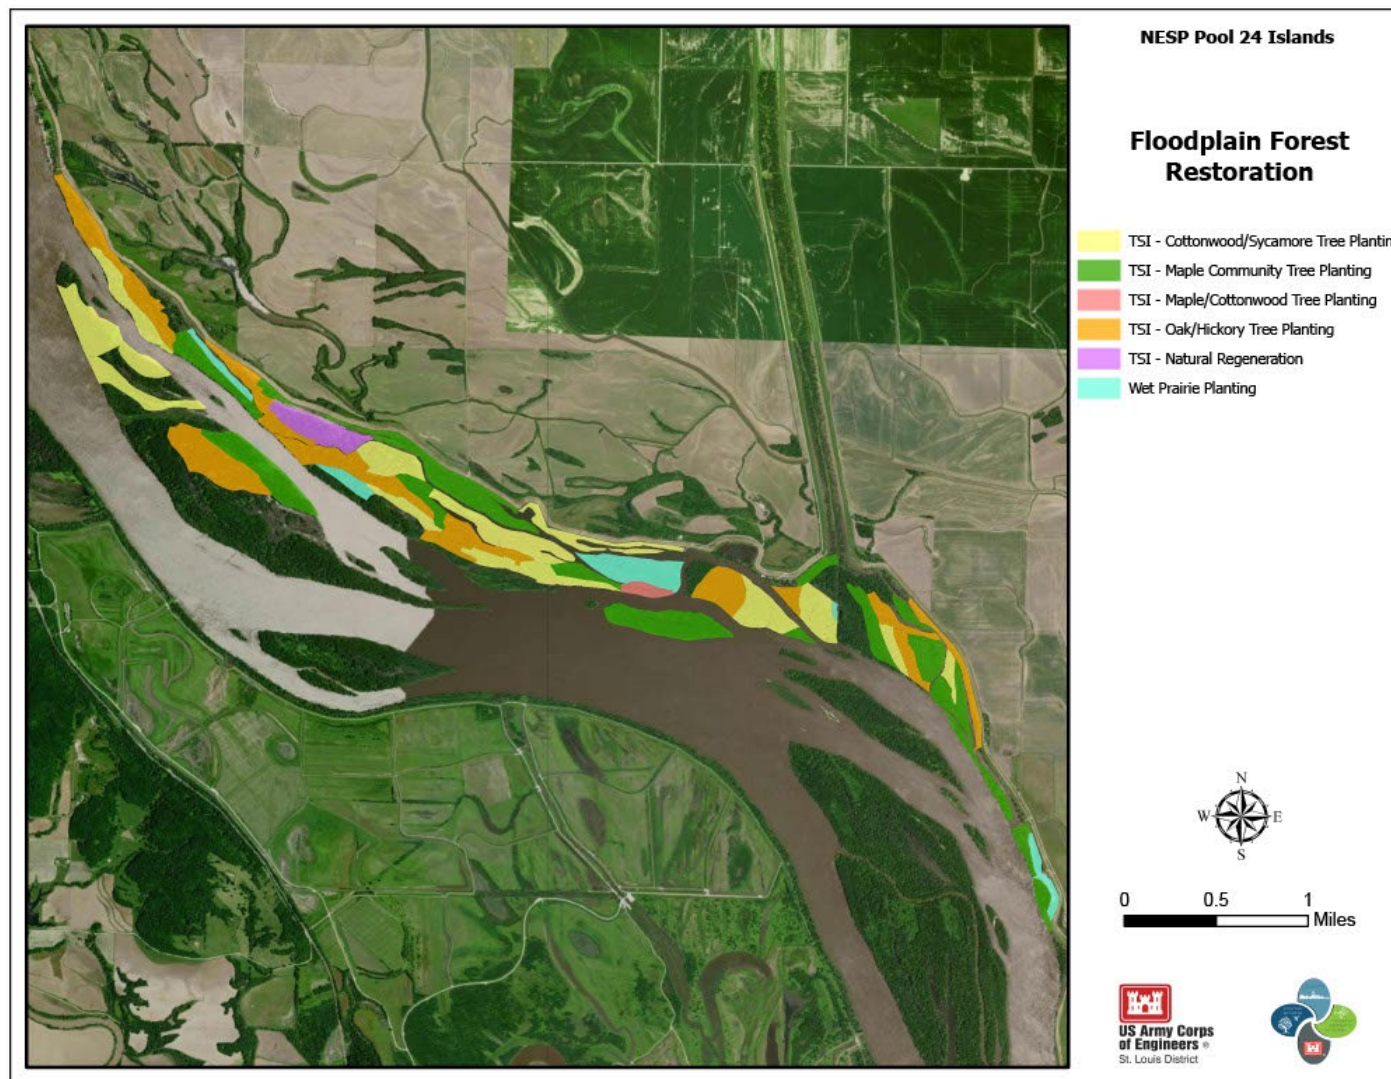 NESP Pool 24 Islands
Floodplain Forest
Restoration
TSI - Cottonwood/Sycamore Tree Plantin
TSI - Maple Community Tree Planting
TSI - Maple/Cottonwood Tree Planting
TSI - Oak/Hickory Tree Planting
TSI - Natural Regeneration
Wet Prairie Planting
N
W E
S
0 0.5 1
Miles
US Army Corps
of Engineers ®
St. Louis District